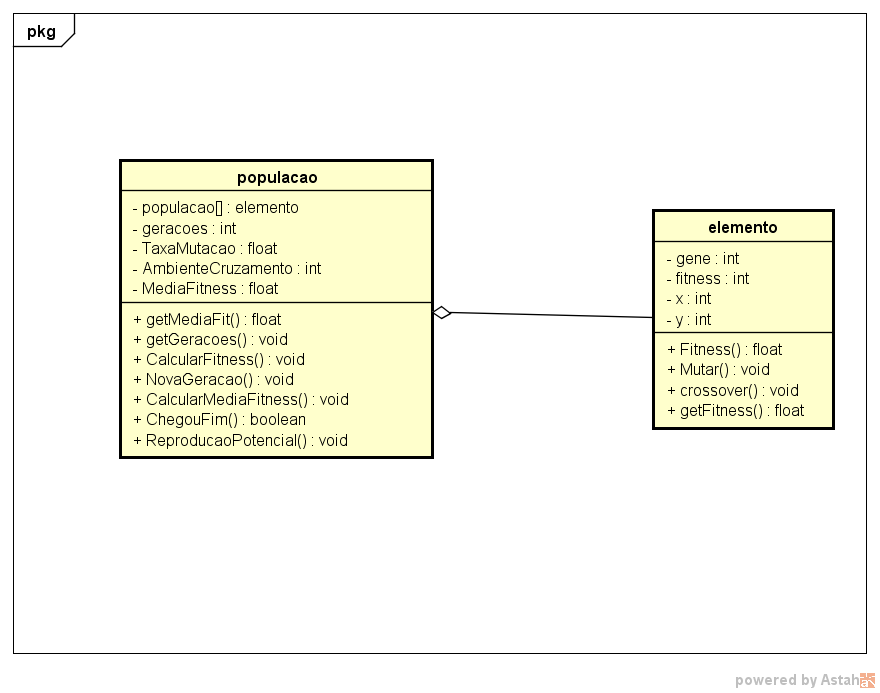 pkg
populacao
- populacao[] : elemento
- geracoes : int
- TaxaMutacao : float
- AmbienteCruzamento : int
- MediaFitness : float
+ getMediaFit() : float
+ getGeracoes() : void
+ CalcularFitness() : void
+ NovaGeracao() : void
+ CalcularMediaFitness() : void
+ ChegouFim() : boolean
+ ReproducaoPotencial() : void
elemento
- gene : int
- fitness : int
- x : int
- y : int
+ Fitness() : float
+ Mutar() : void
+ crossover() : void
+ getFitness() : float
powered by Astah